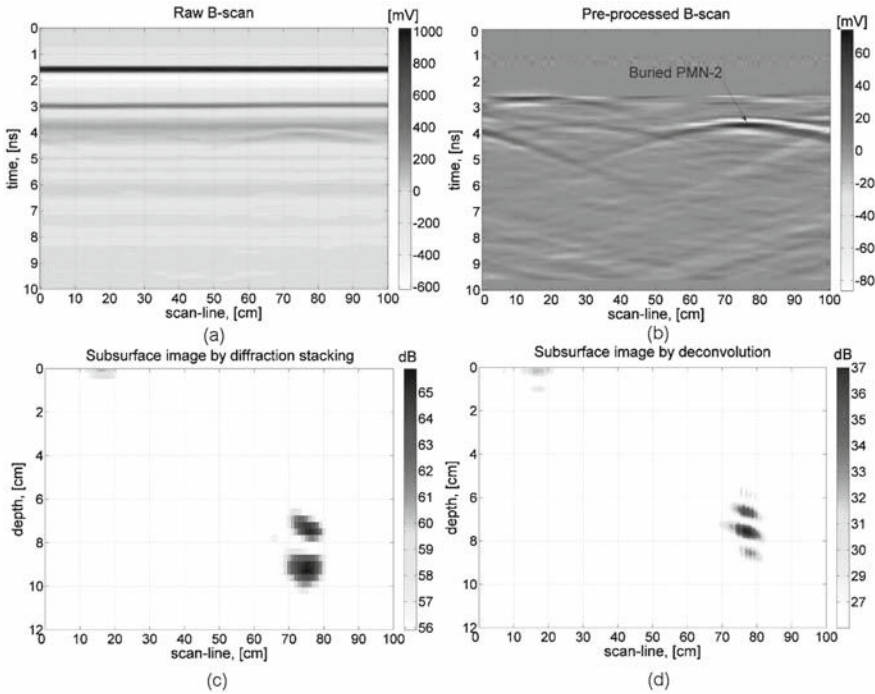 Raw B-scan
[mV]
0
1
2
3
4
5
6
7
8
9
10
time, [ns]
0 10 20 30 40 50 60 70 80 90 100
scan-line, [cm]
1000
800
600
400
200
0
-200
-400
-600
(a)
Pre-processed B-scan
[mV]
Buried PMN-2
0
1
2
3
4
5
6
7
8
9
10
time, [ns]
0 10 20 30 40 50 60 70 80 90 100
scan-line, [cm]
60
40
20
0
-20
-40
-60
-80
(b)
Subsurface image by diffraction stacking
dB
0
2
4
6
8
10
12
depth, [cm]
0 10 20 30 40 50 60 70 80 90 100
scan-line, [cm]
65
64
63
62
61
60
59
58
57
56
(c)
Subsurface image by deconvolution
dB
0
2
4
6
8
10
12
depth, [cm]
0 10 20 30 40 50 60 70 80 90 100
scan-line, [cm]
37
36
35
34
33
32
31
30
29
28
27
(d)